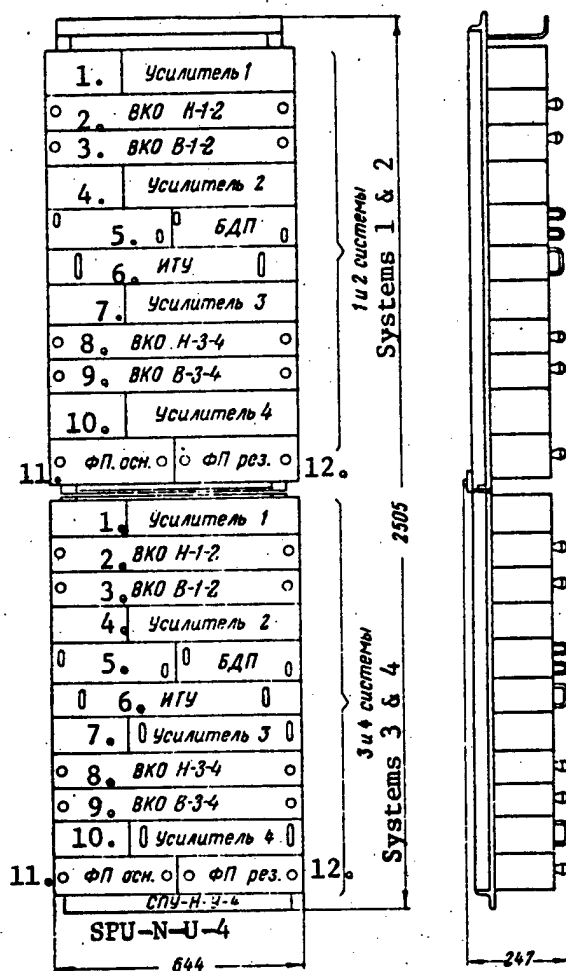 1. Усилитель 1
2. ВКО Н-1-2
3. ВКО В-1-2
4. Усилитель 2
5. БДП
6. ИТУ
7. Усилитель 3
8. ВКО Н-3-4
9. ВКО В-3-4
10. Усилитель 4
11. ФП. осн. ФП рез. 12.
1 и 2 системы
Systems 1 & 2
2505
1. Усилитель 1
2. ВКО Н-1-2
3. ВКО В-1-2
4. Усилитель 2
5. БДП
6. ИТУ
7. Усилитель 3
8. ВКО Н-3-4
9. ВКО В-3-4
10. Усилитель 4
11. ФП осн. ФП рез. 12.
3 и 4 системы
Systems 3 & 4
СПУ-Н-У-4
SPU-N-U-4
644
247